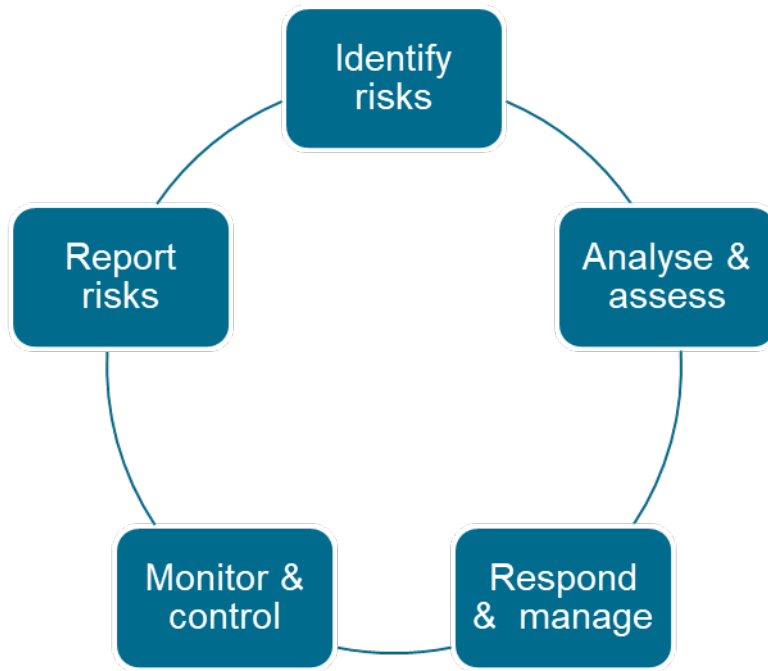 Identify
risks
Analyse &
assess
Respond
& manage
Monitor &
control
Report
risks